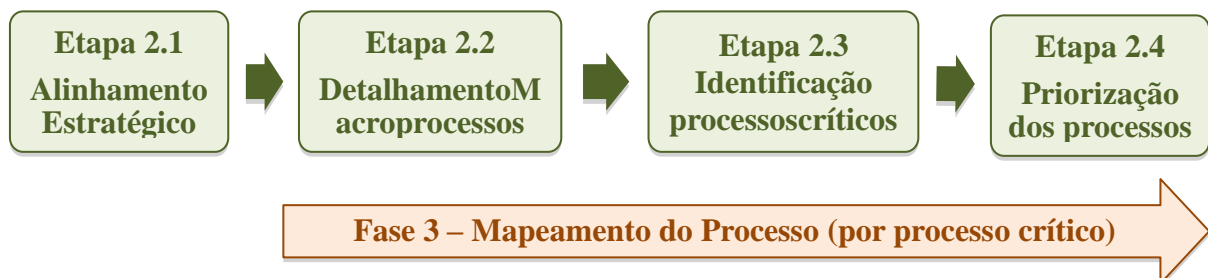 Etapa 2.1
Alinhamento
Estratégico
Etapa 2.2
DetalhamentoM
acroprocessos
Etapa 2.3
Identificação
processoscríticos
Etapa 2.4
Priorização
dos processos
Fase 3 – Mapeamento do Processo (por processo crítico)